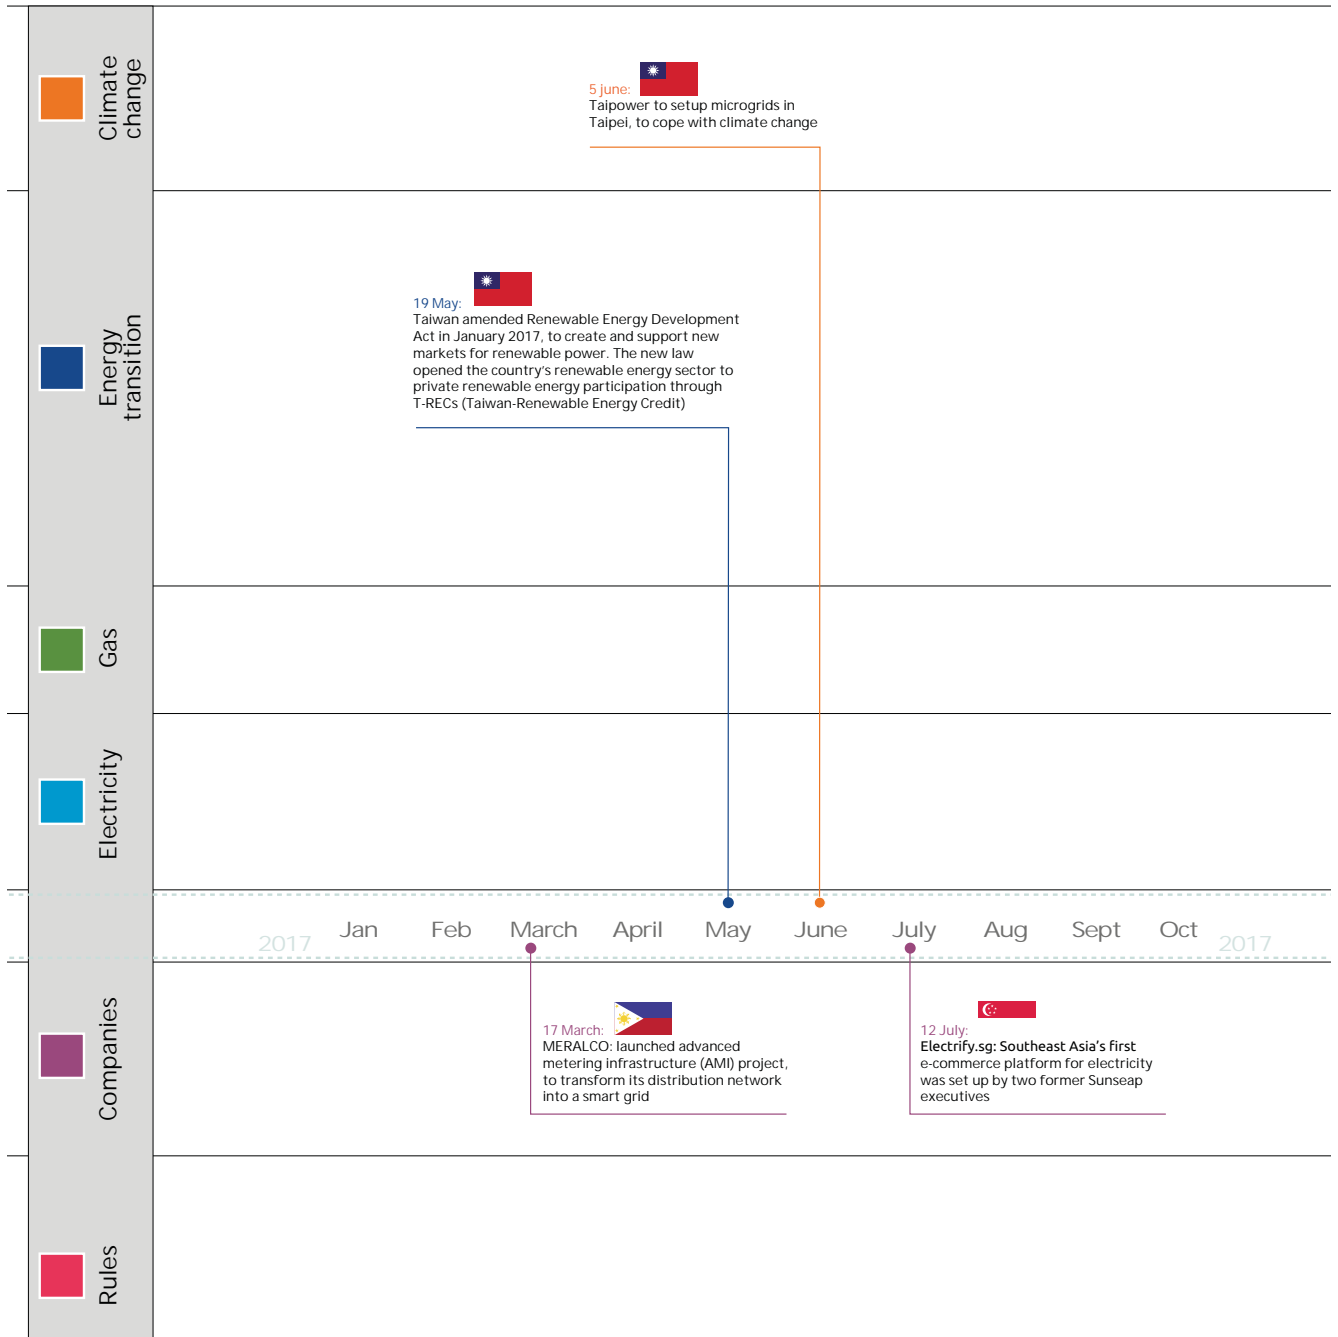 Climate
change
5 june:
Taipower to setup microgrids in
Taipei, to cope with climate change
Energy
transition
19 May:
Taiwan amended Renewable Energy Development
Act in January 2017, to create and support new
markets for renewable power. The new law
opened the country's renewable energy sector to
private renewable energy participation through
T-RECs (Taiwan-Renewable Energy Credit)
Gas
Electricity
2017 Jan Feb March April May June July Aug Sept Oct 2017
Companies
17 March:
MERALCO: launched advanced
metering infrastructure (AMI) project,
to transform its distribution network
into a smart grid
12 July:
Electrify.sg: Southeast Asia's first
e-commerce platform for electricity
was set up by two former Sunseap
executives
Rules